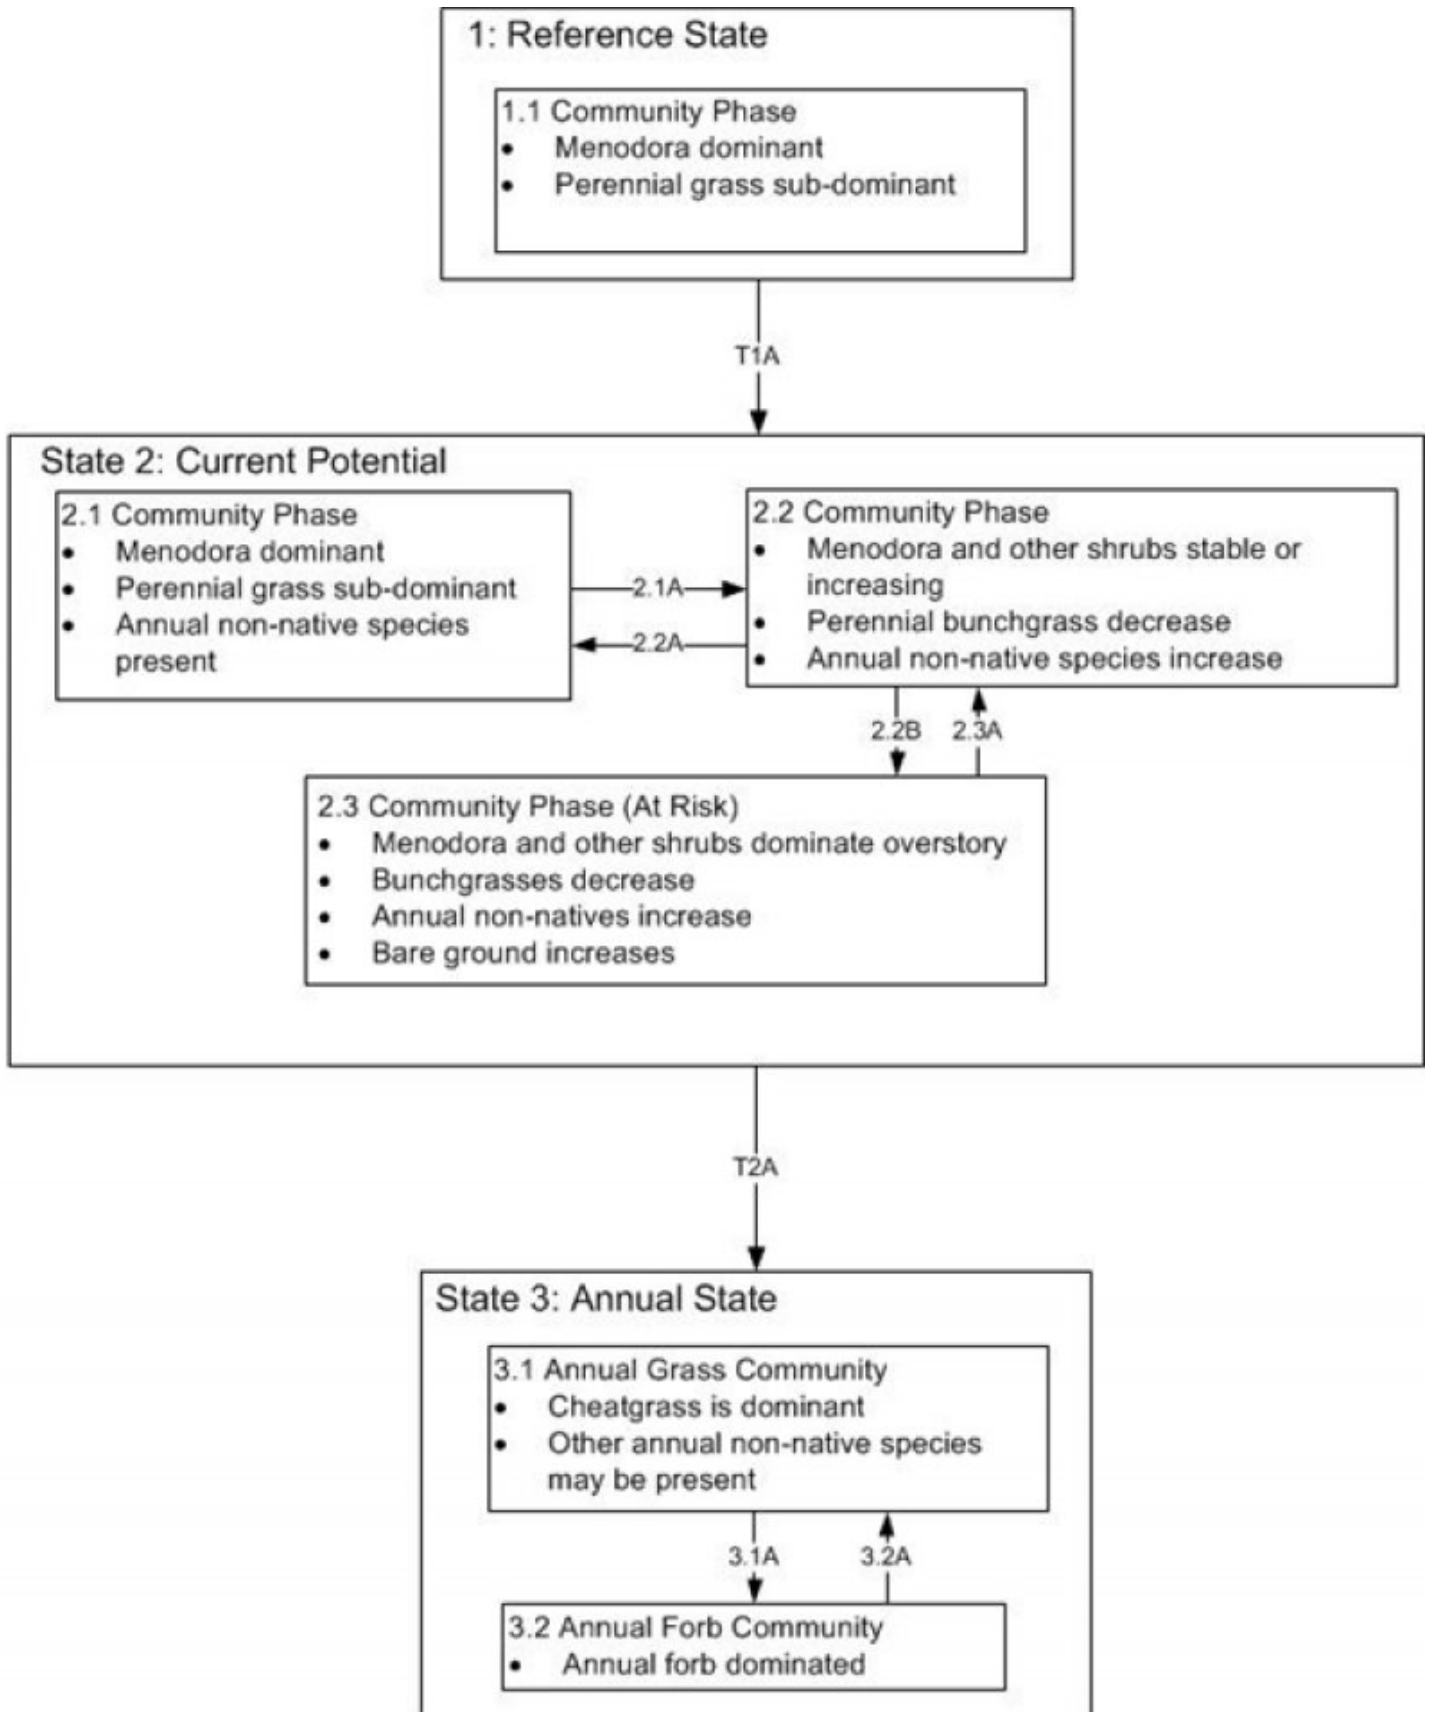 1: Reference State
1.1 Community Phase
• Menodora dominant
• Perennial grass sub-dominant
T1A
State 2: Current Potential
2.1 Community Phase
• Menodora dominant
• Perennial grass sub-dominant
• Annual non-native species
present
2.1A
2.2A
2.2 Community Phase
• Menodora and other shrubs stable or
increasing
• Perennial bunchgrass decrease
• Annual non-native species increase
2.2B
2.3A
2.3 Community Phase (At Risk)
• Menodora and other shrubs dominate overstory
• Bunchgrasses decrease
• Annual non-natives increase
• Bare ground increases
T2A
State 3: Annual State
3.1 Annual Grass Community
• Cheatgrass is dominant
• Other annual non-native species
may be present
3.1A
3.2A
3.2 Annual Forb Community
• Annual forb dominated